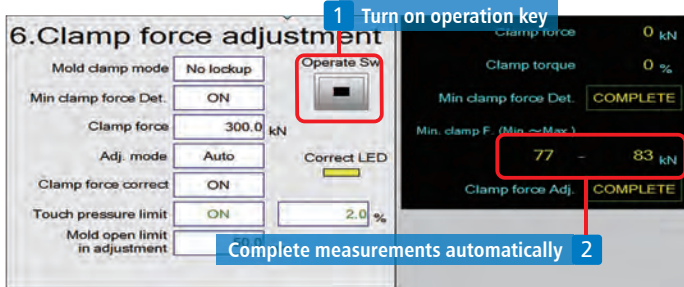 1 Turn on operation key
6.Clamp force adjustment
Mold clamp mode No lockup
Operate Sw
Min clamp force Det. ON
Clamp force 300.0 kN
Adj. mode Auto
Correct LED
Clamp force correct ON
Touch pressure limit ON 2.0 %
Mold open limit
in adjustment
Clamp force 0 kN
Clamp torque 0 %
Min clamp force Det. COMPLETE
Min. clamp F. (Min.～Max.)
77 – 83 kN
Clamp force Adj. COMPLETE
Complete measurements automatically 2